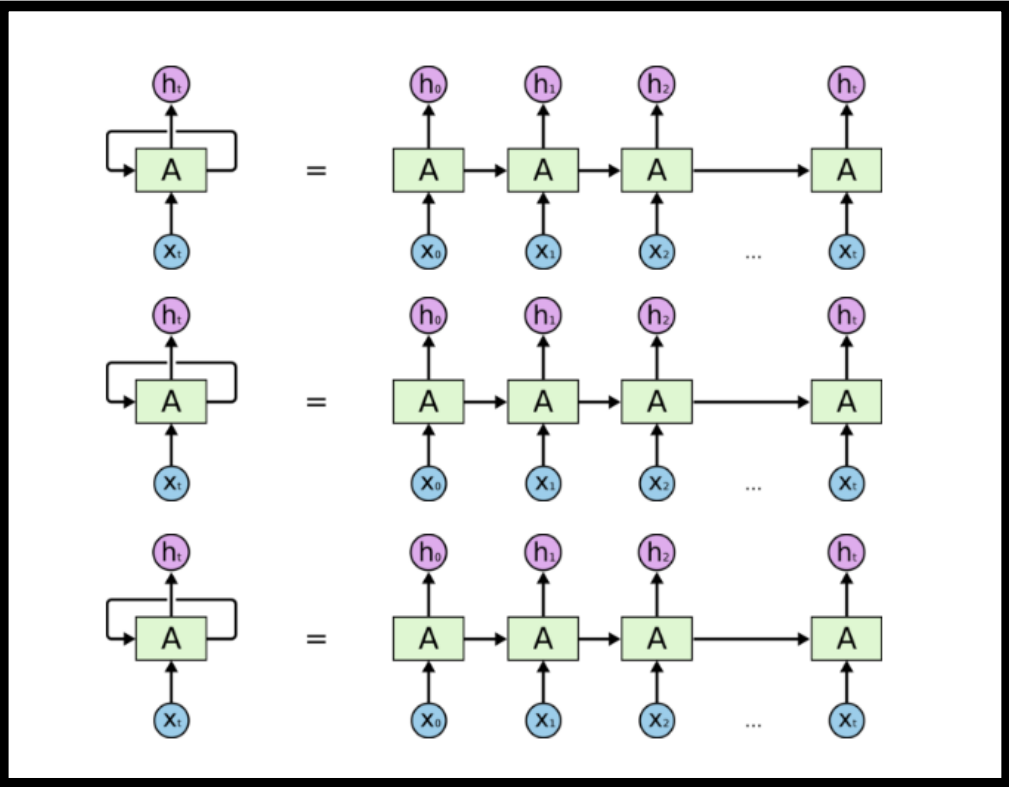 hₜ h₀ h₁ h₂ hₜ
A = A A A A
xₜ x₀ x₁ x₂ ... xₜ
hₜ h₀ h₁ h₂ hₜ
A = A A A A
xₜ x₀ x₁ x₂ ... xₜ
hₜ h₀ h₁ h₂ hₜ
A = A A A A
xₜ x₀ x₁ x₂ ... xₜ